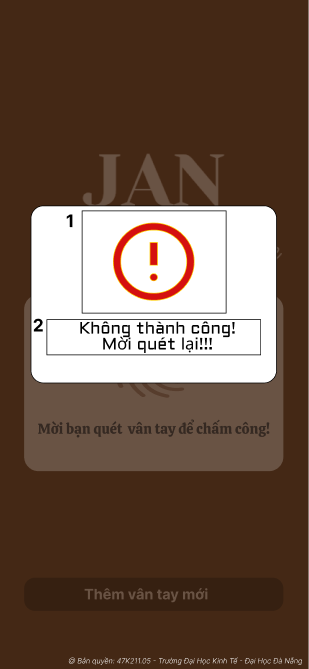 JAN
1
2
Không thành công!
Mời quét lại!!!
Mời bạn quét vân tay để chấm công!
Thêm vân tay mới
@ Bản quyền: 47K211.05 - Trường Đại Học Kinh Tế - Đại Học Đà Nẵng